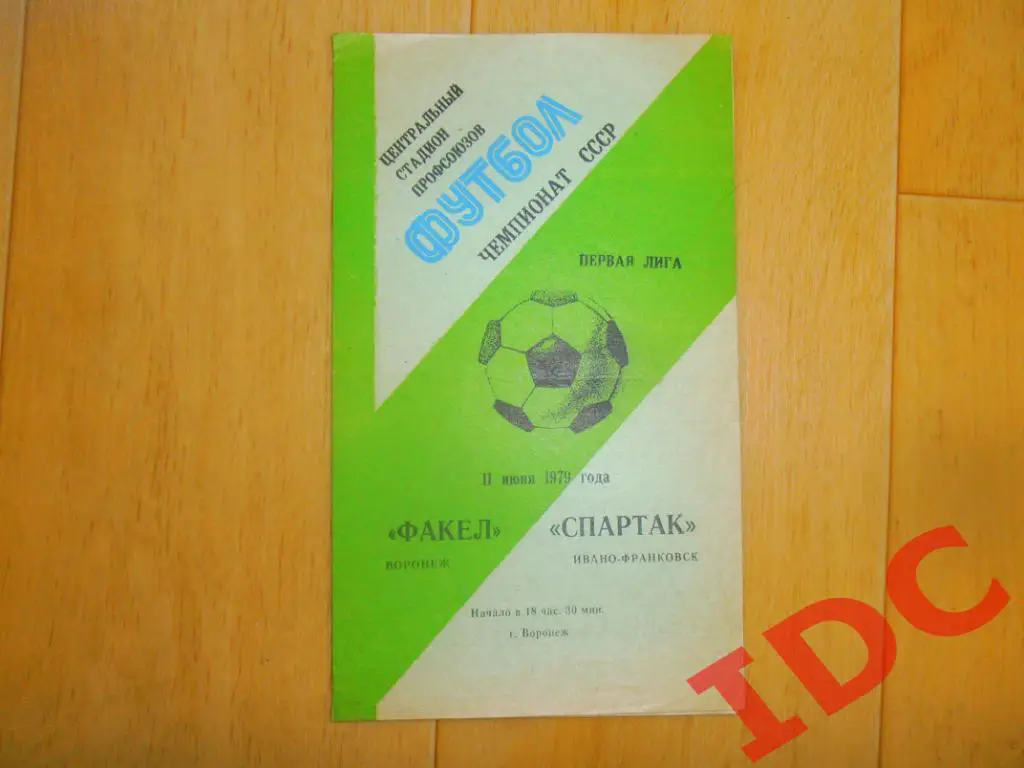 ЦЕНТРАЛЬНЫЙ
СТАДИОН
ПРОФСОЮЗОВ
ФУТБОЛ
ЧЕМПИОНАТ СССР
ПЕРВАЯ ЛИГА
11 июня 1979 года
«ФАКЕЛ» «СПАРТАК»
ВОРОНЕЖ ИВАНО-ФРАНКОВСК
Начало в 18 час. 30 мин.
г. Воронеж
IDC